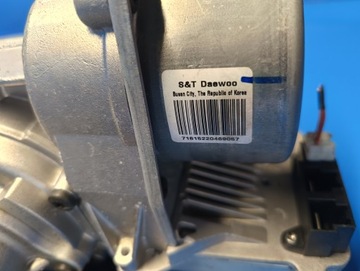 S&T Daewoo
Busan City, The Republic of Korea
71616220469057